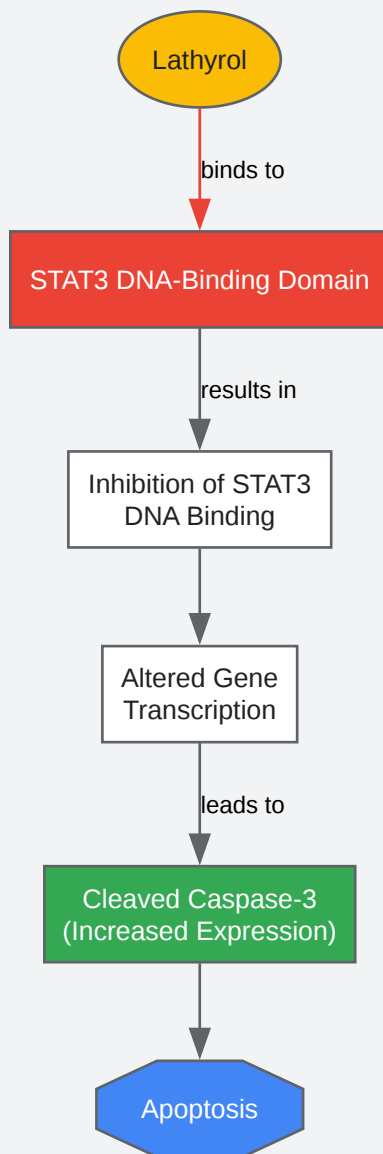 Lathyrol
binds to
STAT3 DNA-Binding Domain
results in
Inhibition of STAT3
DNA Binding
Altered Gene
Transcription
leads to
Cleaved Caspase-3
(Increased Expression)
Apoptosis